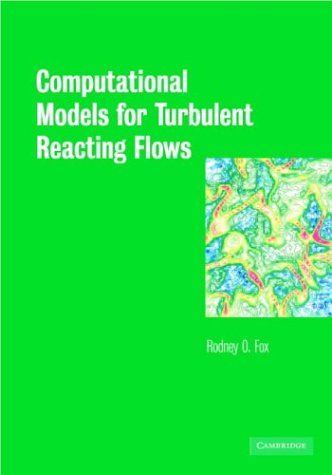 Computational
Models for Turbulent
Reacting Flows
Rodney O. Fox
CAMBRIDGE